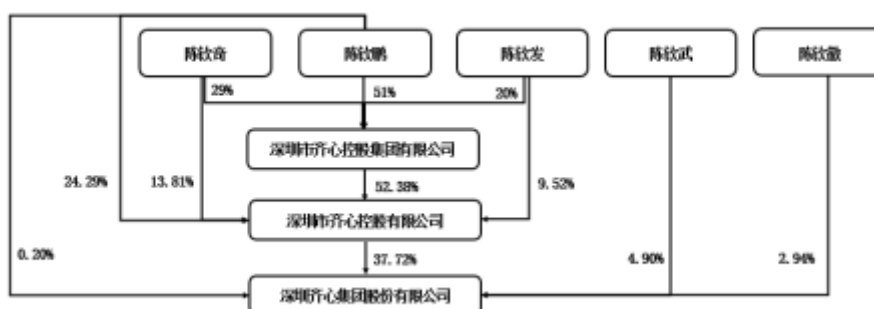 陈钦奇
陈钦鹏
陈钦发
陈钦武
陈钦徽
29%
51%
20%
深圳市齐心控股集团有限公司
24.29%
13.81%
52.38%
9.52%
深圳市齐心控股有限公司
0.20%
37.72%
4.90%
2.94%
深圳齐心集团股份有限公司